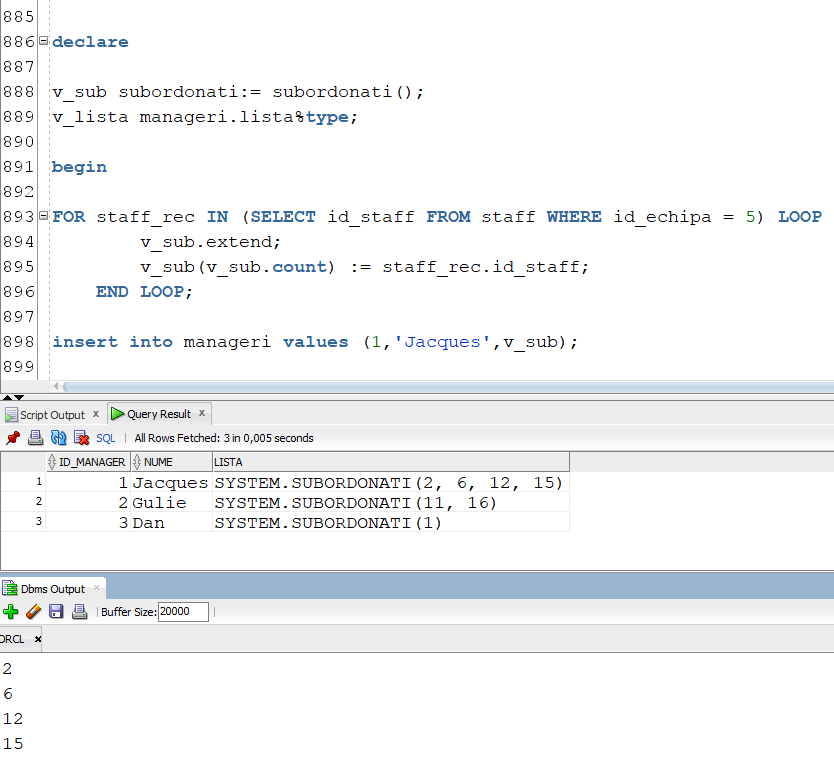 885
886 declare
887
888 v_sub subordonati:= subordonati();
889 v_lista manageri.lista%type;
890
891 begin
892
893 FOR staff_rec IN (SELECT id_staff FROM staff WHERE id_echipa = 5) LOOP
894 v_sub.extend;
895 v_sub(v_sub.count) := staff_rec.id_staff;
896 END LOOP;
897
898 insert into manageri values (1,'Jacques',v_sub);
899
Script Output x Query Result x
SQL | All Rows Fetched: 3 in 0,005 seconds
ID_MANAGER NUME LISTA
1 1 Jacques SYSTEM.SUBORDONATI(2, 6, 12, 15)
2 2 Gulie SYSTEM.SUBORDONATI(11, 16)
3 3 Dan SYSTEM.SUBORDONATI(1)
Dbms Output x
Buffer Size: 20000
ORCL x
2
6
12
15